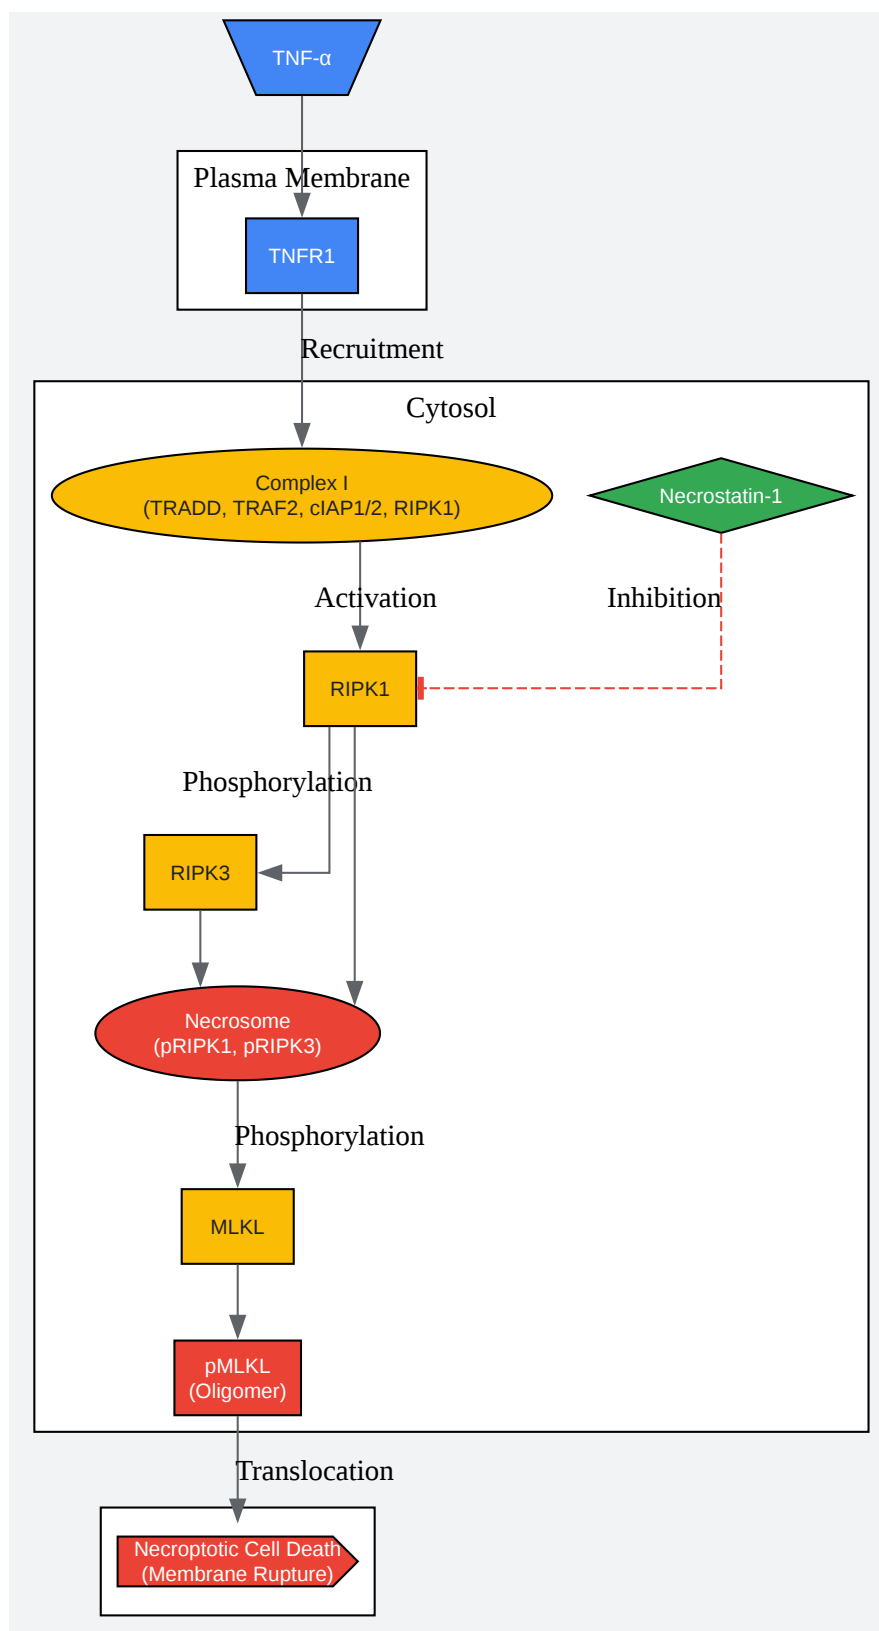 TNF-α
Plasma Membrane
TNFR1
Recruitment
Cytosol
Complex I
(TRADD, TRAF2, cIAP1/2, RIPK1)
Necrostatin-1
Activation
Inhibition
RIPK1
Phosphorylation
RIPK3
Necrosome
(pRIPK1, pRIPK3)
Phosphorylation
MLKL
pMLKL
(Oligomer)
Translocation
Necroptotic Cell Death
(Membrane Rupture)